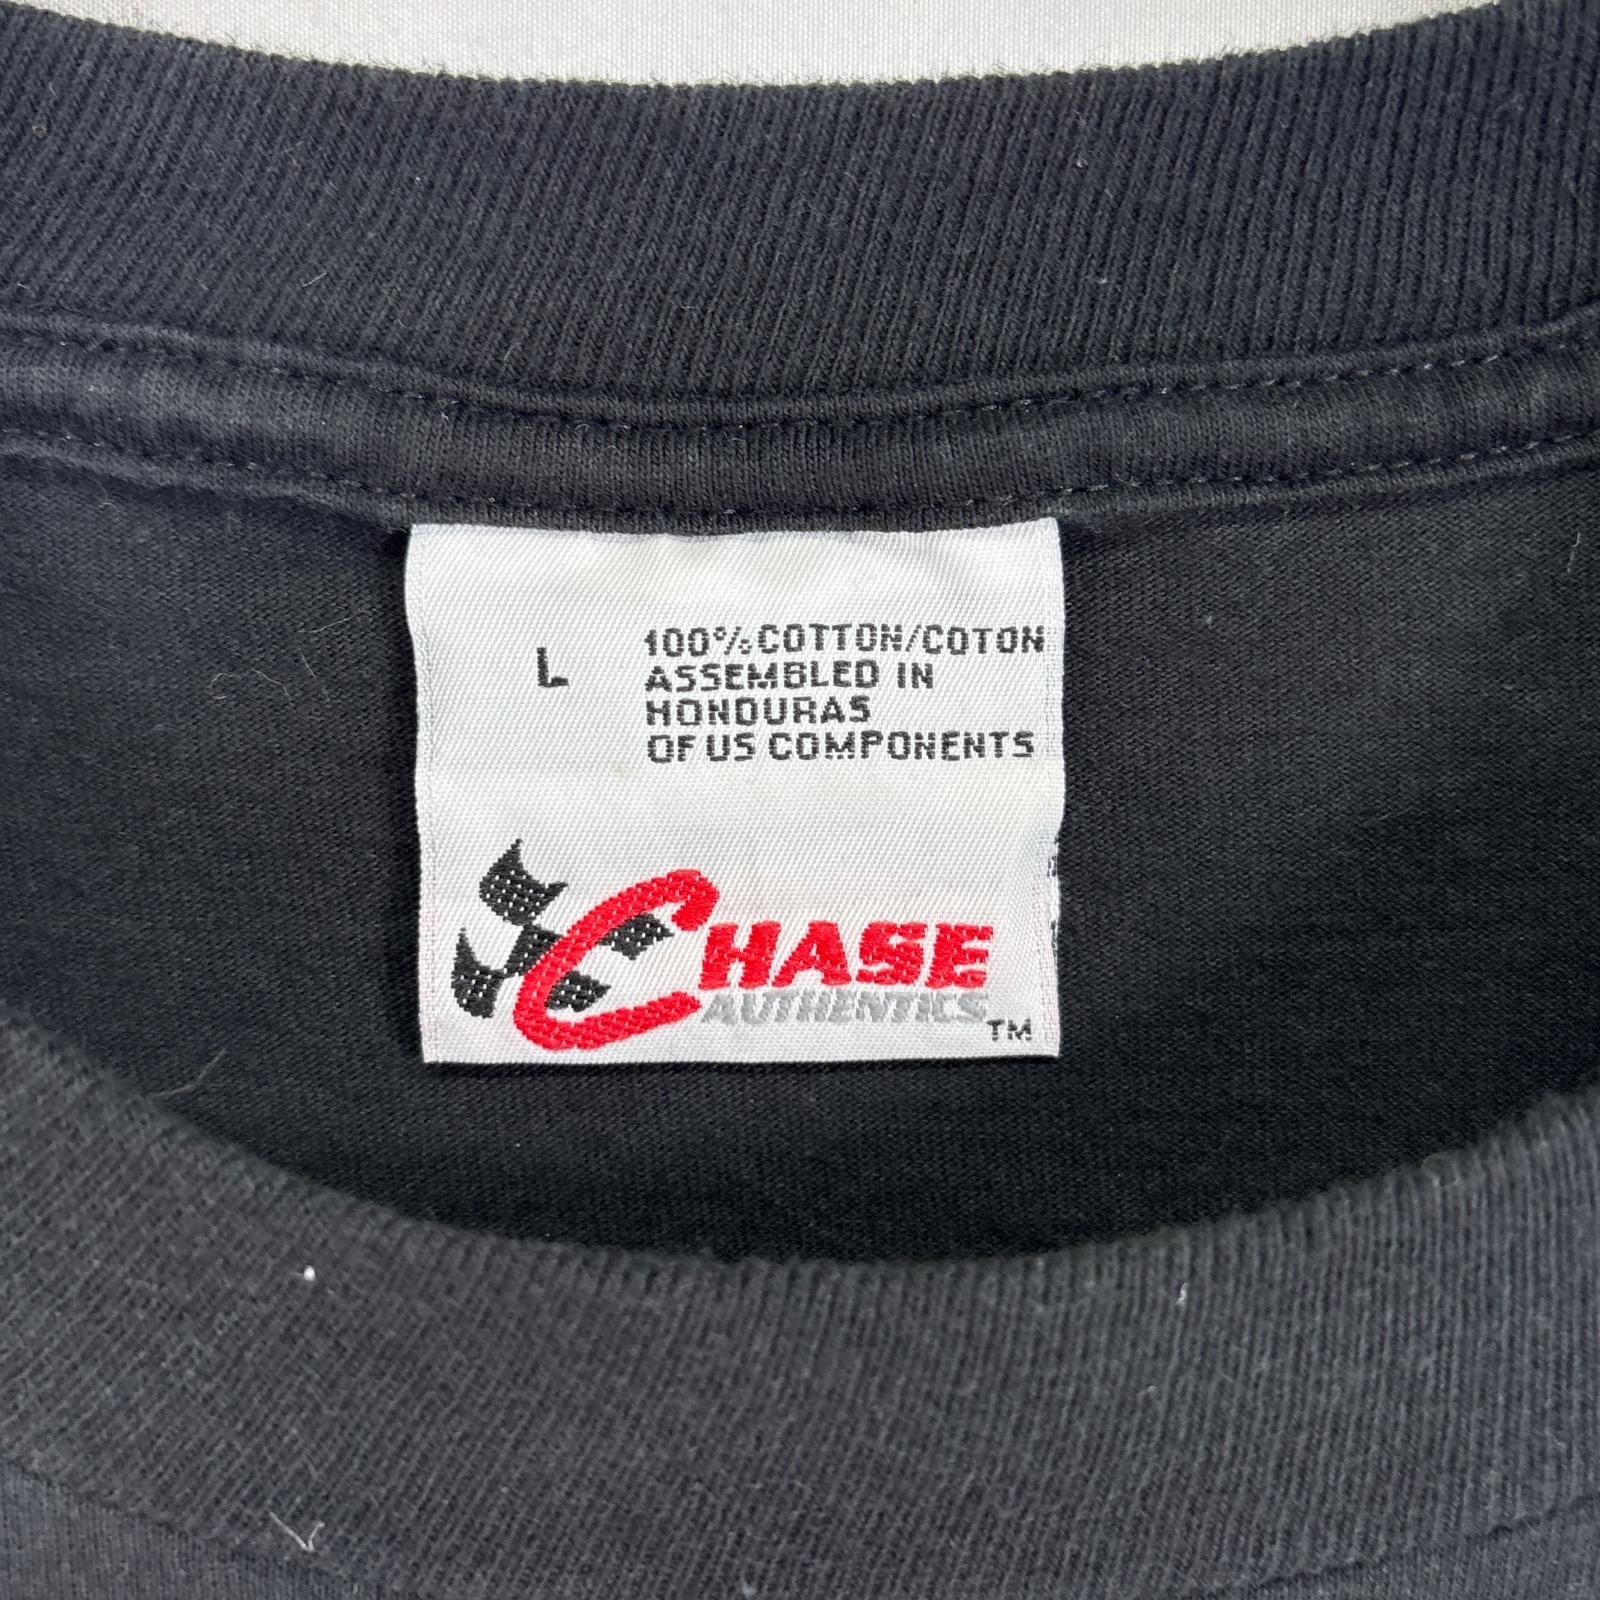 L
100% COTTON/COTON
ASSEMBLED IN
HONDURAS
OF US COMPONENTS
CHASE
AUTHENTICS
TM